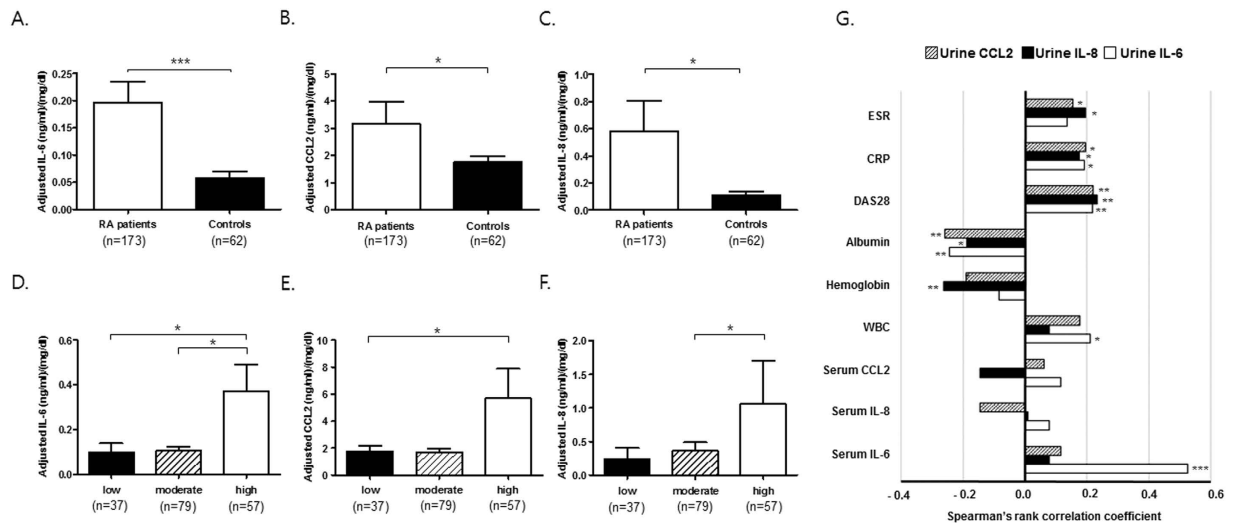 A.
Adjusted IL-6 (ng/ml)/(mg/dl)
0.25
0.20
0.15
0.10
0.05
0.00
***
RA patients
(n=173)
Controls
(n=62)
B.
Adjusted CCL2 (ng/ml)/(mg/dl)
6
5
4
3
2
1
0
*
RA patients
(n=173)
Controls
(n=62)
C.
Adjusted IL-8 (ng/ml)/(mg/dl)
1.0
0.8
0.6
0.4
0.2
0.0
*
RA patients
(n=173)
Controls
(n=62)
D.
Adjusted IL-6 (ng/ml)/(mg/dl)
0.6
0.4
0.2
0.0
*
*
low
(n=37)
moderate
(n=79)
high
(n=57)
E.
Adjusted CCL2 (ng/ml)/(mg/dl)
10
8
6
4
2
0
*
low
(n=37)
moderate
(n=79)
high
(n=57)
F.
Adjusted IL-8 (ng/ml)/(mg/dl)
2.0
1.5
1.0
0.5
0.0
*
low
(n=37)
moderate
(n=79)
high
(n=57)
G.
Urine CCL2 Urine IL-8 Urine IL-6
ESR
*
*
CRP
*
*
*
DAS28
**
**
**
Albumin
**
*
**
Hemoglobin
**
WBC
*
Serum CCL2
Serum IL-8
Serum IL-6
***
- 0.4 -0.2 0.0 0.2 0.4 0.6
Spearman's rank correlation coefficient